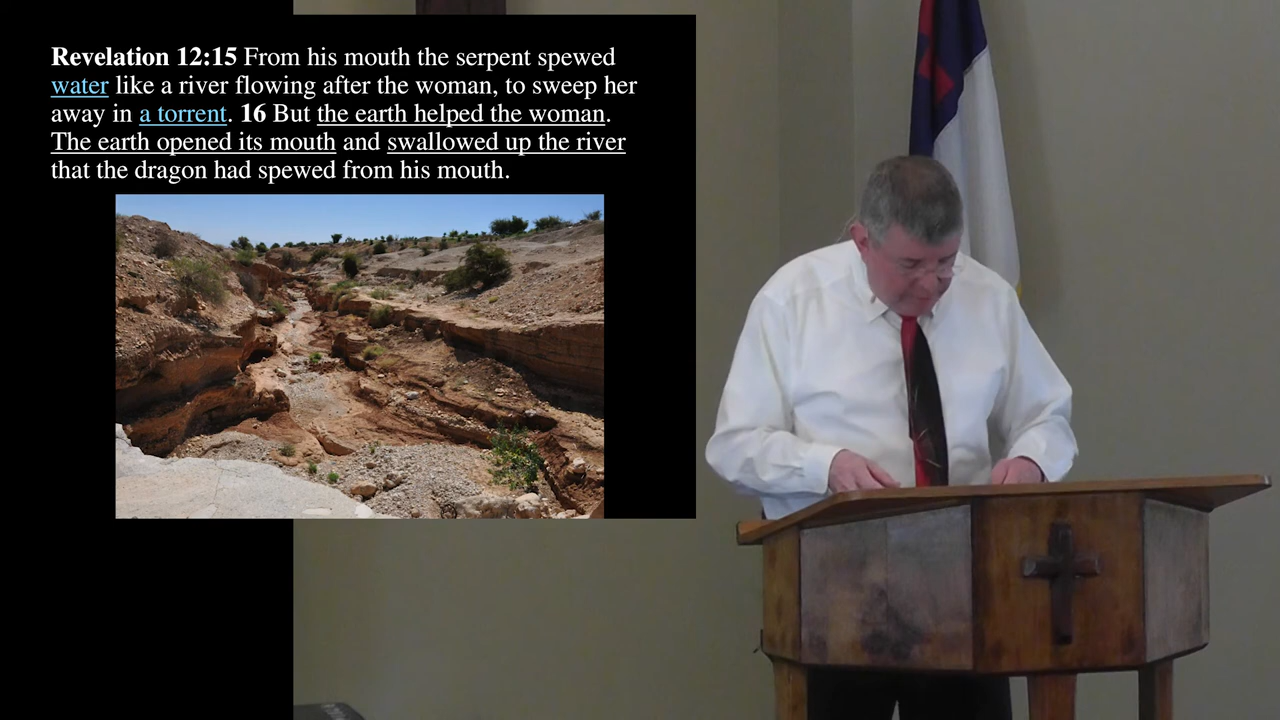 Revelation 12:15 From his mouth the serpent spewed
water like a river flowing after the woman, to sweep her
away in a torrent. 16 But the earth helped the woman.
The earth opened its mouth and swallowed up the river
that the dragon had spewed from his mouth.